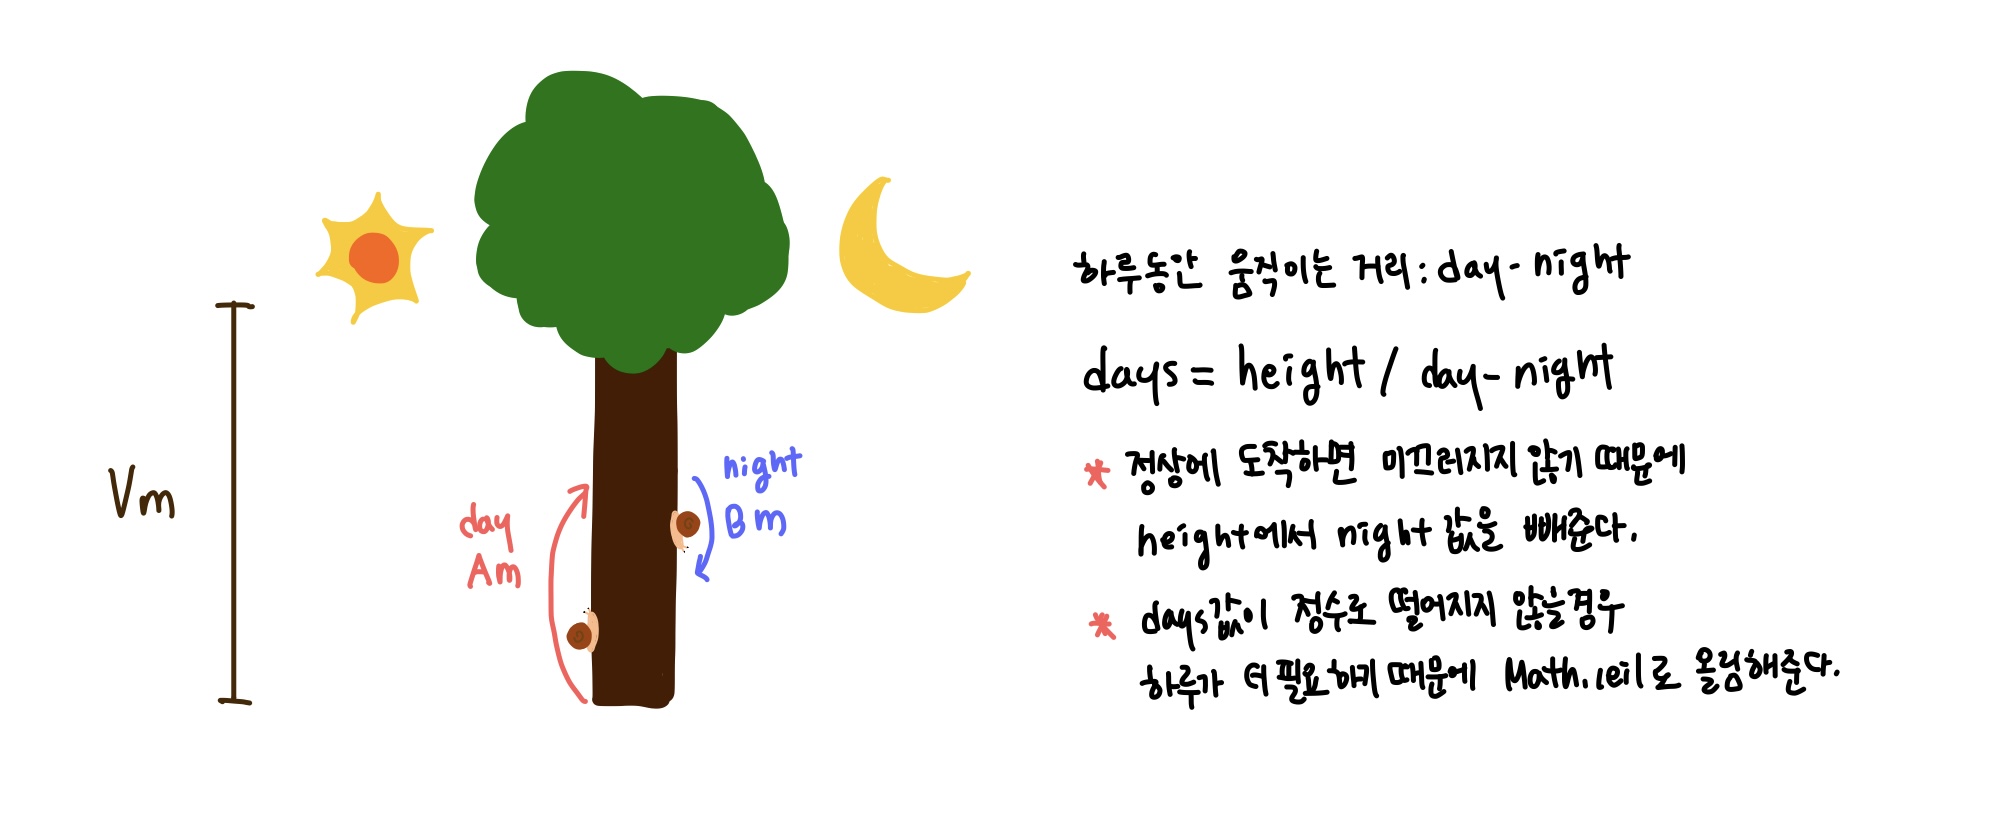 Vm
day
Am
night
Bm
하루동안 움직이는 거리 : day - night
days = height / day - night
* 정상에 도착하면 미끄러지지 않기 때문에
height에서 night 값을 빼준다.
* days값이 정수로 떨어지지 않을경우
하루가 더 필요하기 때문에 Math.ceil로 올림해준다.